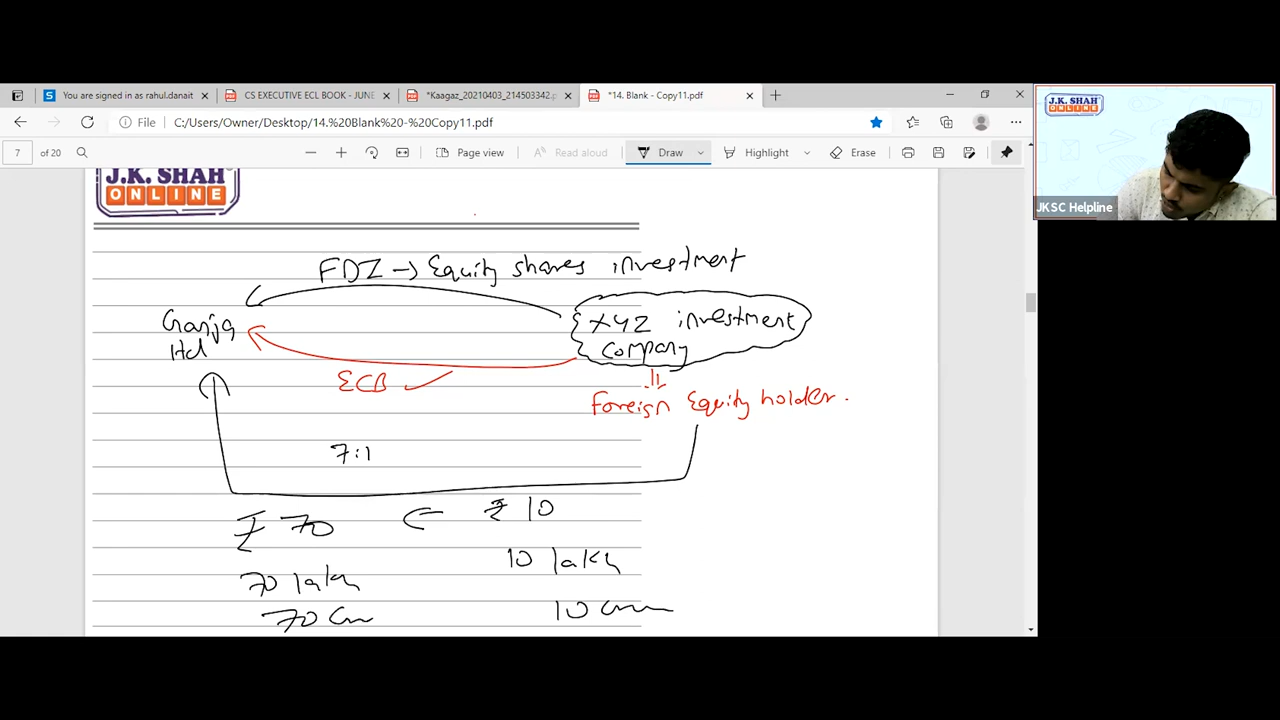 You are signed in as rahul.danait
CS EXECUTIVE ECL BOOK - JUNE
*Kaagaz_20210403_214503342.p
*14. Blank - Copy11.pdf
File
C:/Users/Owner/Desktop/14.%20Blank%20-%20Copy11.pdf
7 of 20
Page view
Read aloud
Draw
Highlight
Erase
J.K. SHAH
JKSC Helpline
J.K. SHAH
ONLINE
FDI → Equity shares investment
Ganja
ltd
XYZ investment
company
ECB ✓
Foreign Equity holder.
7:1
₹ 70 ← ₹ 10
70 lakh 10 lakh
70 10